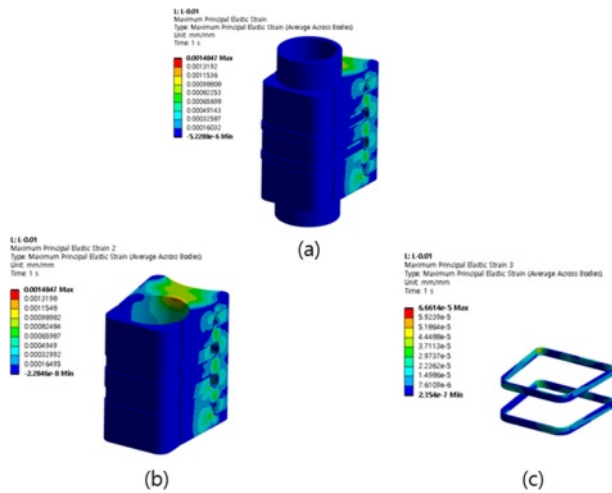 L: L-0.01
Maximum Principal Elastic Strain
Type: Maximum Principal Elastic Strain (Average Across Bodies)
Unit: mm/mm
Time: 1 s
0.0014847 Max
0.0013192
0.0011536
0.00098808
0.00082253
0.00065698
0.00049143
0.00032587
0.00016032
-5.2288e-6 Min
(a)
L: L-0.01
Maximum Principal Elastic Strain 2
Type: Maximum Principal Elastic Strain (Average Across Bodies)
Unit: mm/mm
Time: 1 s
0.0014847 Max
0.0013198
0.0011548
0.00098982
0.00082484
0.00065987
0.0004949
0.00032992
0.00016495
-2.2846e-8 Min
(b)
L: L-0.01
Maximum Principal Elastic Strain 3
Type: Maximum Principal Elastic Strain (Average Across Bodies)
Unit: mm/mm
Time: 1 s
6.6614e-5 Max
5.9239e-5
5.1864e-5
4.4488e-5
3.7113e-5
2.9737e-5
2.2362e-5
1.4986e-5
7.6109e-6
2.354e-7 Min
(c)